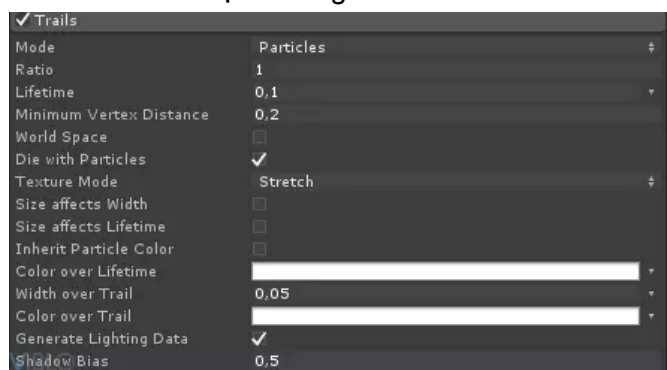 Trails
Mode Particles
Ratio 1
Lifetime 0,1
Minimum Vertex Distance 0,2
World Space
Die with Particles
Texture Mode Stretch
Size affects Width
Size affects Lifetime
Inherit Particle Color
Color over Lifetime
Width over Trail 0,05
Color over Trail
Generate Lighting Data
Shadow Bias 0,5